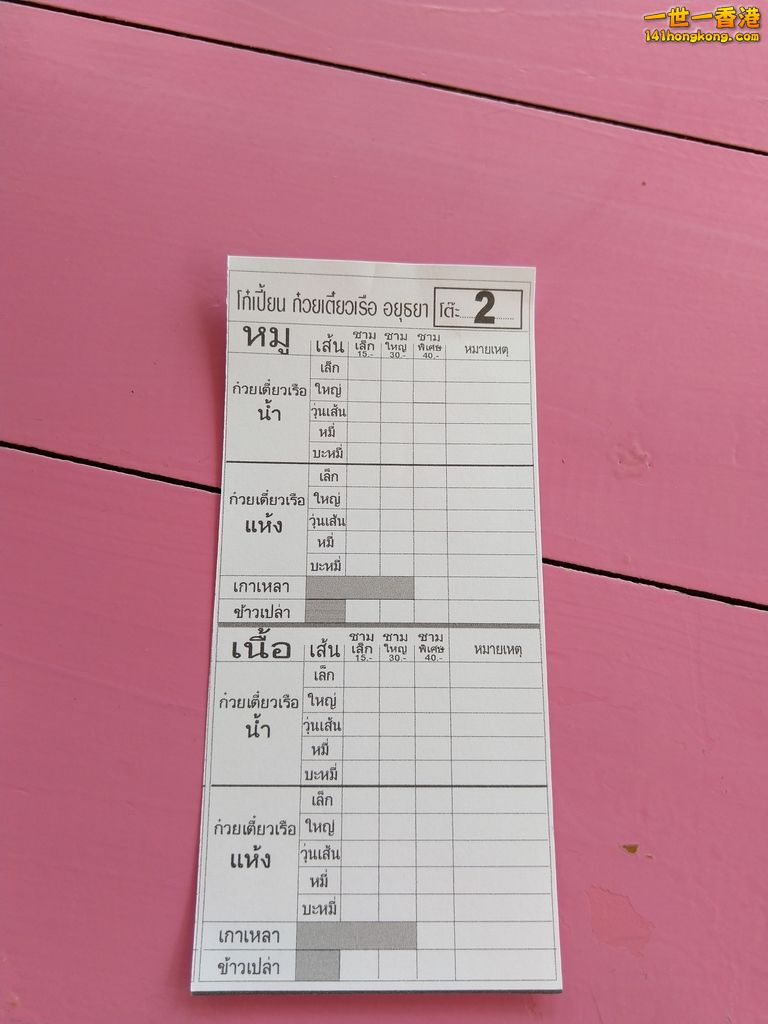 一世一香港
141hongkong.com
โก๋เปี้ยน ก๋วยเตี๋ยวเรือ อยุธยา โต๊ะ 2
หมู เส้น ชามเล็ก 15.- ชามใหญ่ 30.- ชามพิเศษ 40.- หมายเหตุ
ก๋วยเตี๋ยวเรือ น้ำ
เล็ก
ใหญ่
วุ่นเส้น
หมี่
บะหมี่
ก๋วยเตี๋ยวเรือ แห้ง
เล็ก
ใหญ่
วุ่นเส้น
หมี่
บะหมี่
เกาเหลา
ข้าวเปล่า
เนื้อ เส้น ชามเล็ก 15.- ชามใหญ่ 30.- ชามพิเศษ 40.- หมายเหตุ
ก๋วยเตี๋ยวเรือ น้ำ
เล็ก
ใหญ่
วุ่นเส้น
หมี่
บะหมี่
ก๋วยเตี๋ยวเรือ แห้ง
เล็ก
ใหญ่
วุ่นเส้น
หมี่
บะหมี่
เกาเหลา
ข้าวเปล่า